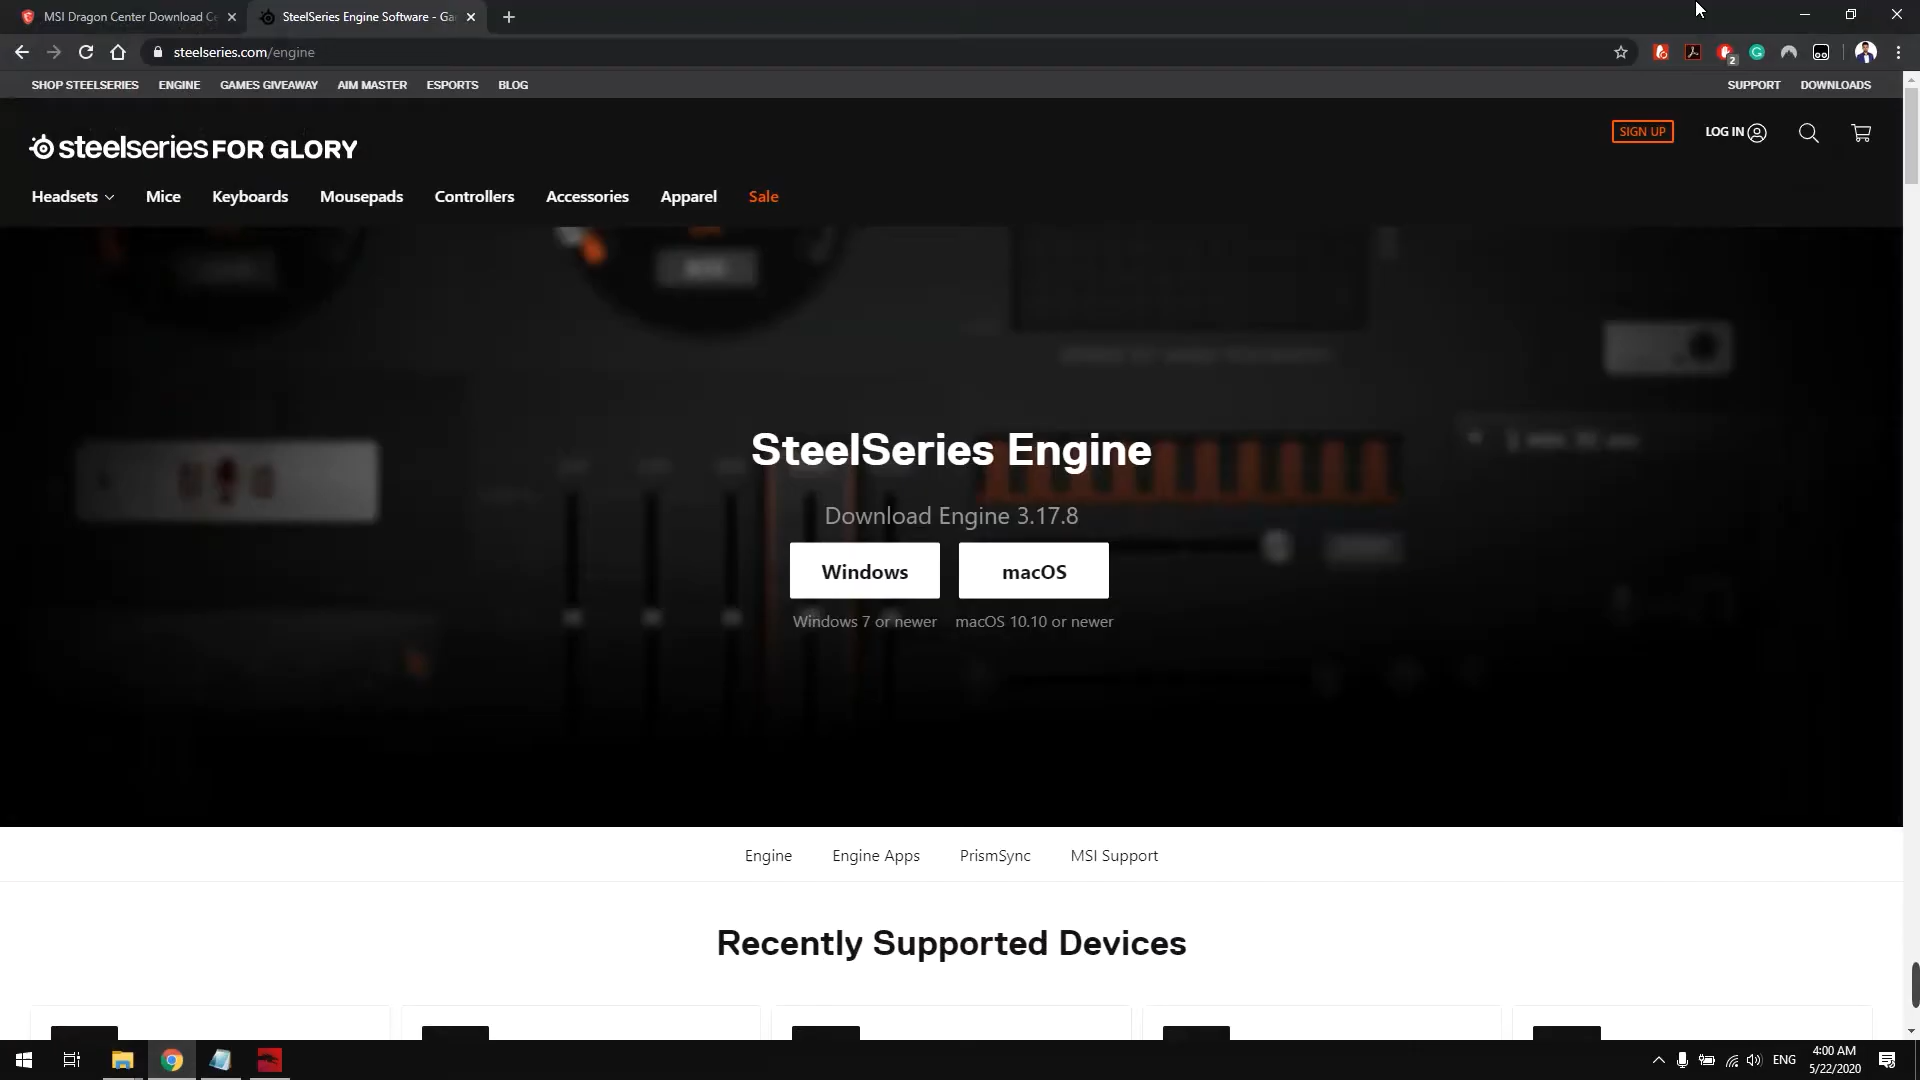 MSI Dragon Center Download Ce
SteelSeries Engine Software - Ga
steelseries.com/engine
2
SHOP STEELSERIES ENGINE GAMES GIVEAWAY AIM MASTER ESPORTS BLOG
SUPPORT DOWNLOADS
steelseries FOR GLORY
SIGN UP LOG IN
Headsets Mice Keyboards Mousepads Controllers Accessories Apparel Sale
SteelSeries Engine
Download Engine 3.17.8
Windows macOS
Windows 7 or newer macOS 10.10 or newer
Engine Engine Apps PrismSync MSI Support
Recently Supported Devices
ENG
4:00 AM
5/22/2020